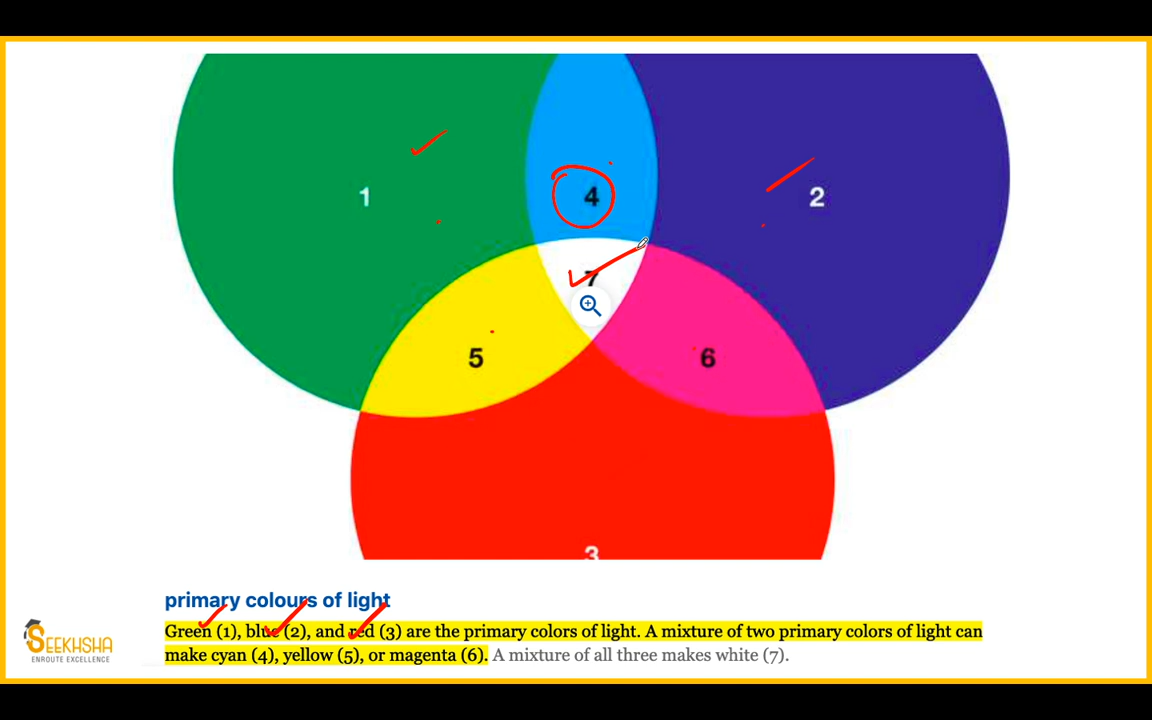 1
4
2
7
5
6
3
primary colours of light
Green (1), blue (2), and red (3) are the primary colors of light. A mixture of two primary colors of light can
make cyan (4), yellow (5), or magenta (6). A mixture of all three makes white (7).
SEEKHSHA
ENROUTE EXCELLENCE